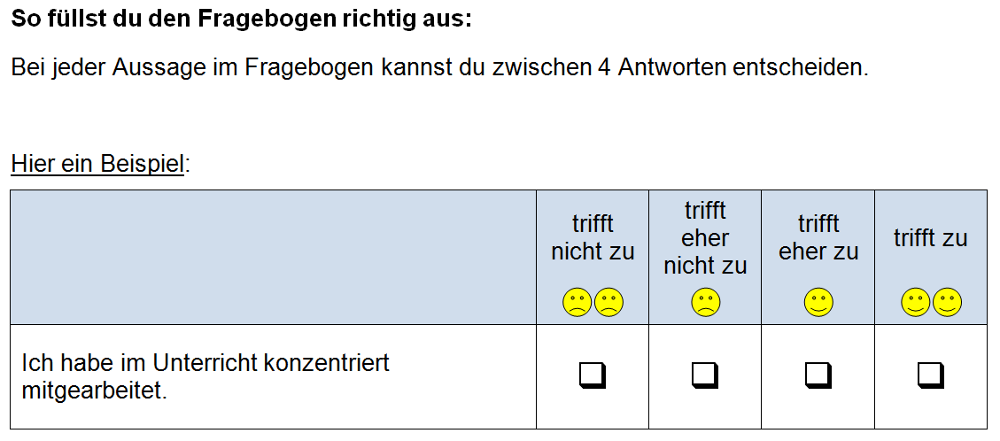 So füllst du den Fragebogen richtig aus:
Bei jeder Aussage im Fragebogen kannst du zwischen 4 Antworten entscheiden.
Hier ein Beispiel:
trifft
nicht zu
trifft
eher
nicht zu
trifft
eher zu
trifft zu
Ich habe im Unterricht konzentriert
mitgearbeitet.